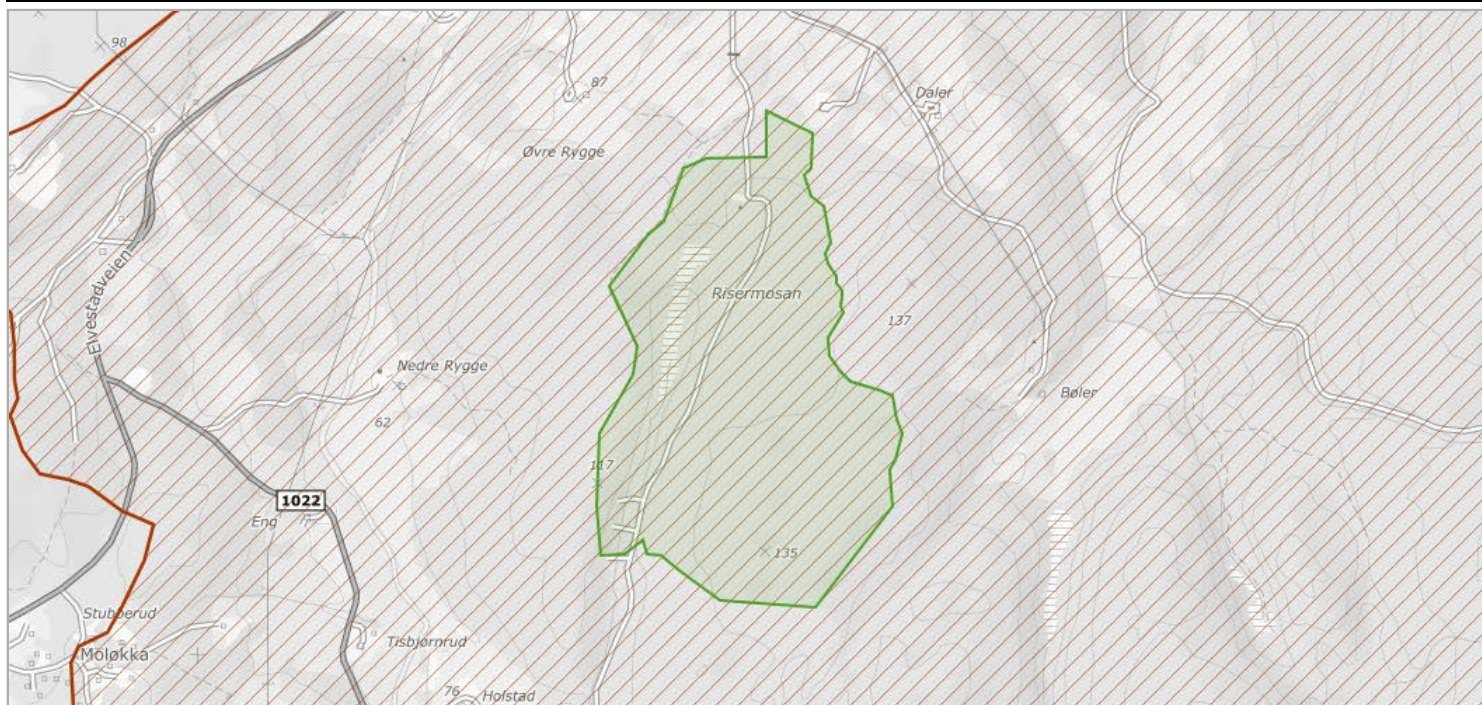 98
87
Daler
Øvre Rygge
Elvestadveien
Risermosan
137
Nedre Rygge
Bøler
62
117
1022
Eng
135
Stubberud
Tisbjørnrud
Møløkka
76
Holstad